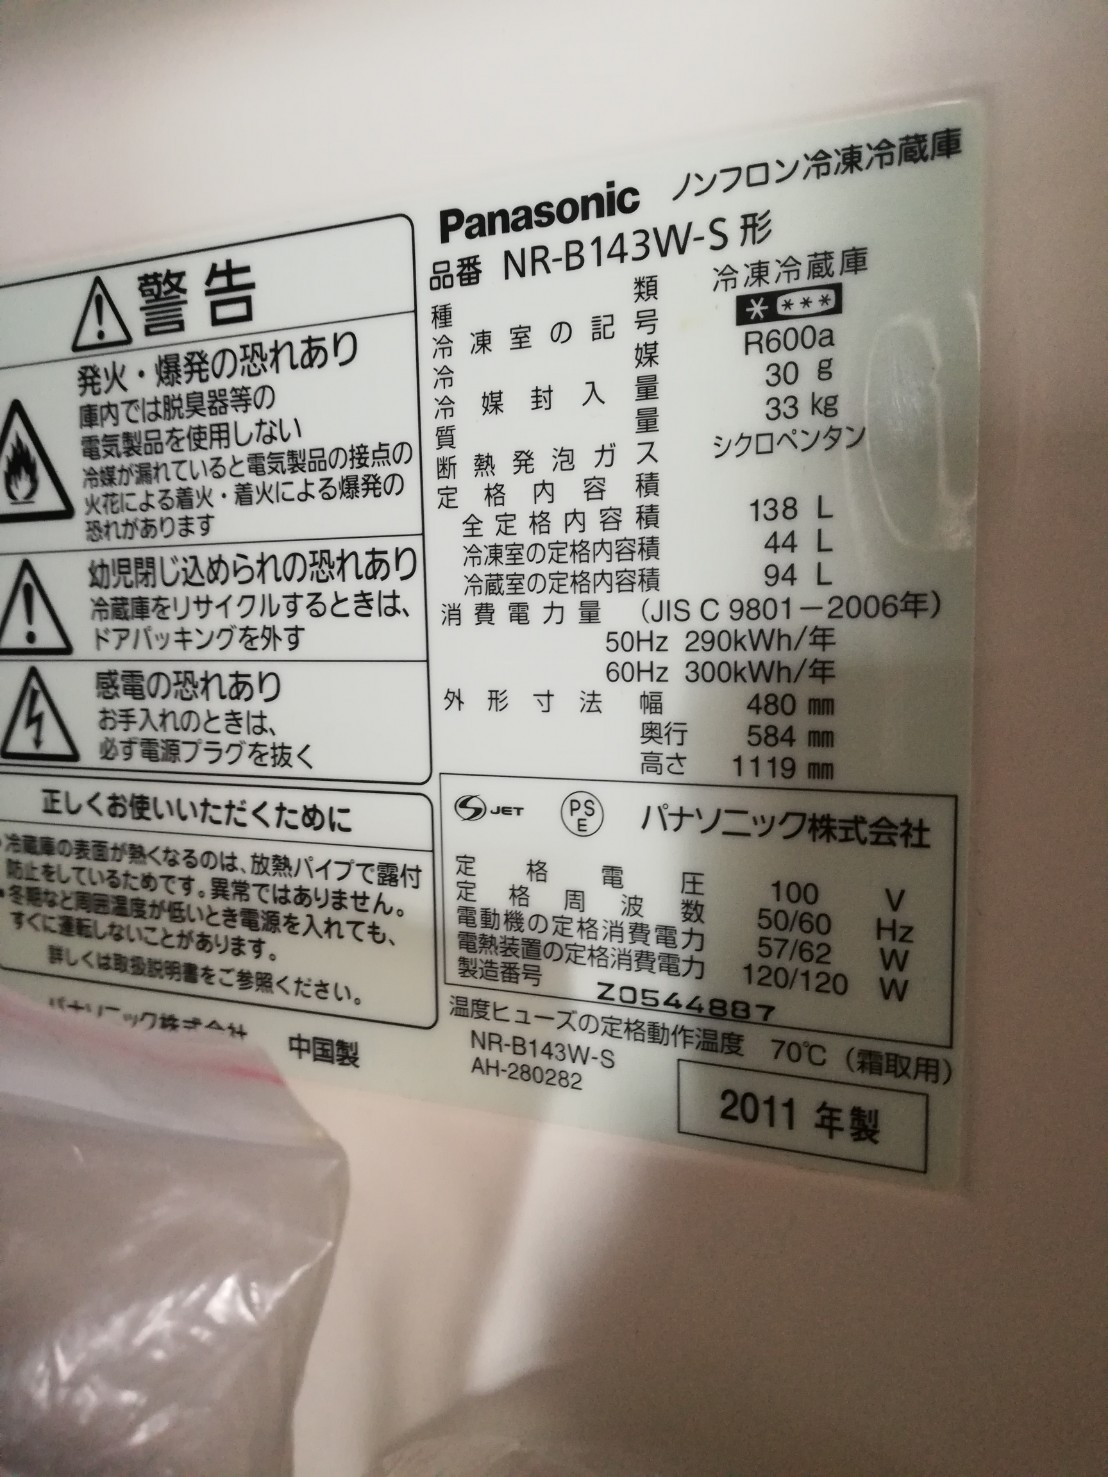 警告
発火・爆発の恐れあり
庫内では脱臭器等の
電気製品を使用しない
冷媒が漏れていると電気製品の接点の
火花による着火・着火による爆発の
恐れがあります
幼児閉じ込められの恐れあり
冷蔵庫をリサイクルするときは、
ドアパッキングを外す
感電の恐れあり
お手入れのときは、
必ず電源プラグを抜く
正しくお使いいただくために
冷蔵庫の表面が熱くなるのは、放熱パイプで露付
防止をしているためです。異常ではありません。
冬期など周囲温度が低いとき電源を入れても、
すぐに運転しないことがあります。
詳しくは取扱説明書をご参照ください。
パナソニック株式会社 中国製
Panasonic ノンフロン冷凍冷蔵庫
品番 NR-B143W-S 形
種類 冷凍冷蔵庫
冷凍室の記号 * ***
冷媒 R600a
冷媒封入量 30 g
質量 33 kg
断熱発泡ガス シクロペンタン
定格内容積
全定格内容積 138 L
冷凍室の定格内容積 44 L
冷蔵室の定格内容積 94 L
消費電力量 (JIS C 9801-2006年)
50Hz 290kWh/年
60Hz 300kWh/年
外形寸法 幅 480 mm
奥行 584 mm
高さ 1119 mm
S JET PS E パナソニック株式会社
定格電圧 100 V
定格周波数 50/60 Hz
電動機の定格消費電力 57/62 W
電熱装置の定格消費電力 120/120 W
製造番号 Z0544887
温度ヒューズの定格動作温度 70℃(霜取用)
NR-B143W-S
AH-280282
2011 年製